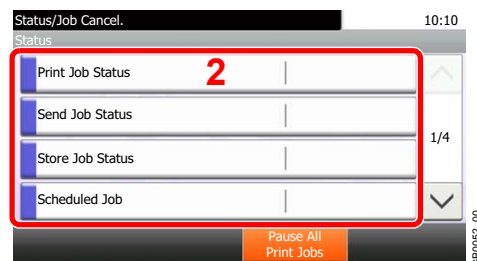 Status/Job Cancel. 10:10
Status
Print Job Status 2
Send Job Status
1/4
Store Job Status
Scheduled Job
Pause All
Print Jobs